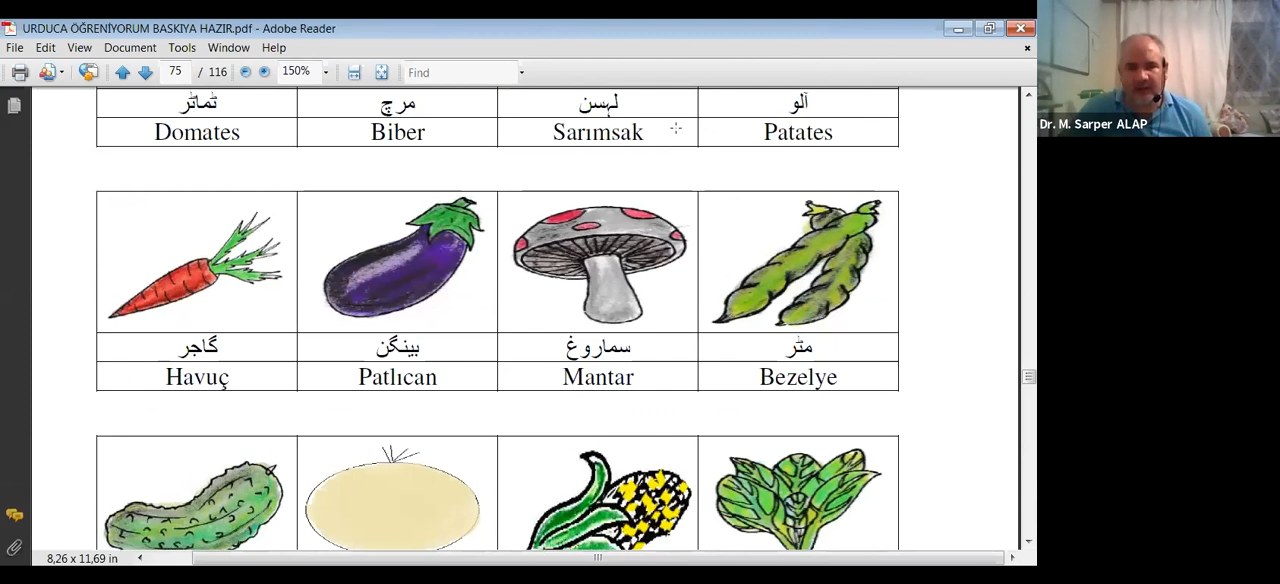 URDUCA ÖĞRENİYORUM BASKIYA HAZIR.pdf - Adobe Reader
File Edit View Document Tools Window Help
75 / 116 150% Find
ٹماٹر مرچ لہسن آلو
Domates Biber Sarımsak Patates
گاجر بینگن سماروغ مٹر
Havuç Patlıcan Mantar Bezelye
8,26 x 11,69 in
Dr. M. Sarper ALAP